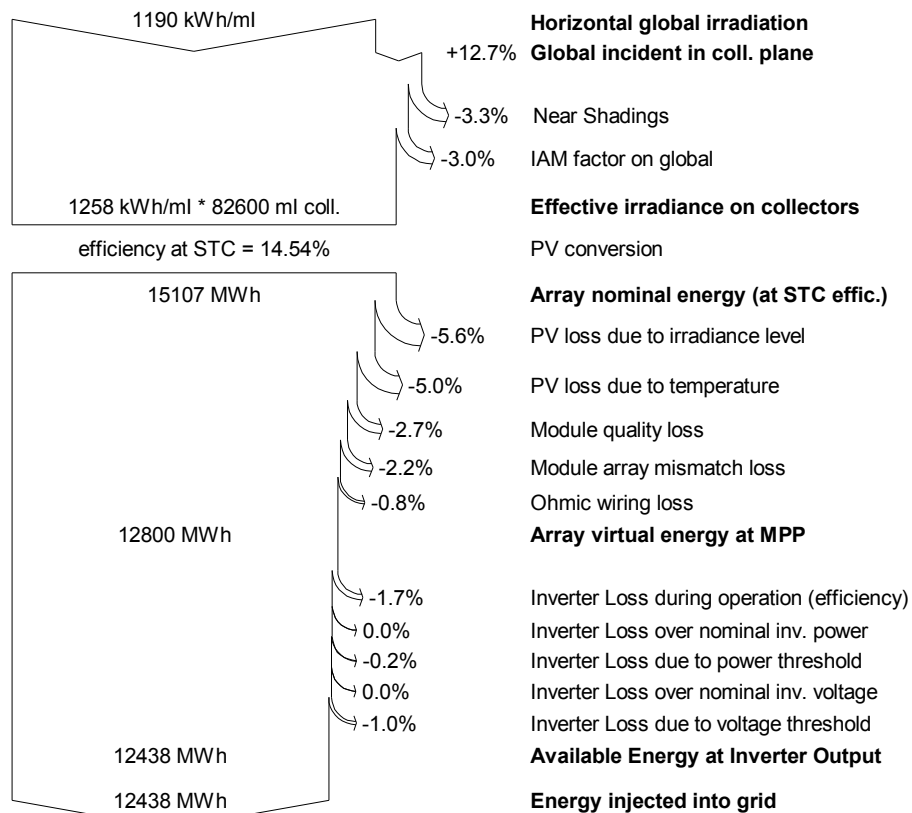 1190 kWh/mI Horizontal global irradiation
+12.7% Global incident in coll. plane
-3.3% Near Shadings
-3.0% IAM factor on global
1258 kWh/mI * 82600 mI coll. Effective irradiance on collectors
efficiency at STC = 14.54% PV conversion
15107 MWh Array nominal energy (at STC effic.)
-5.6% PV loss due to irradiance level
-5.0% PV loss due to temperature
-2.7% Module quality loss
-2.2% Module array mismatch loss
-0.8% Ohmic wiring loss
12800 MWh Array virtual energy at MPP
-1.7% Inverter Loss during operation (efficiency)
0.0% Inverter Loss over nominal inv. power
-0.2% Inverter Loss due to power threshold
0.0% Inverter Loss over nominal inv. voltage
-1.0% Inverter Loss due to voltage threshold
12438 MWh Available Energy at Inverter Output
12438 MWh Energy injected into grid